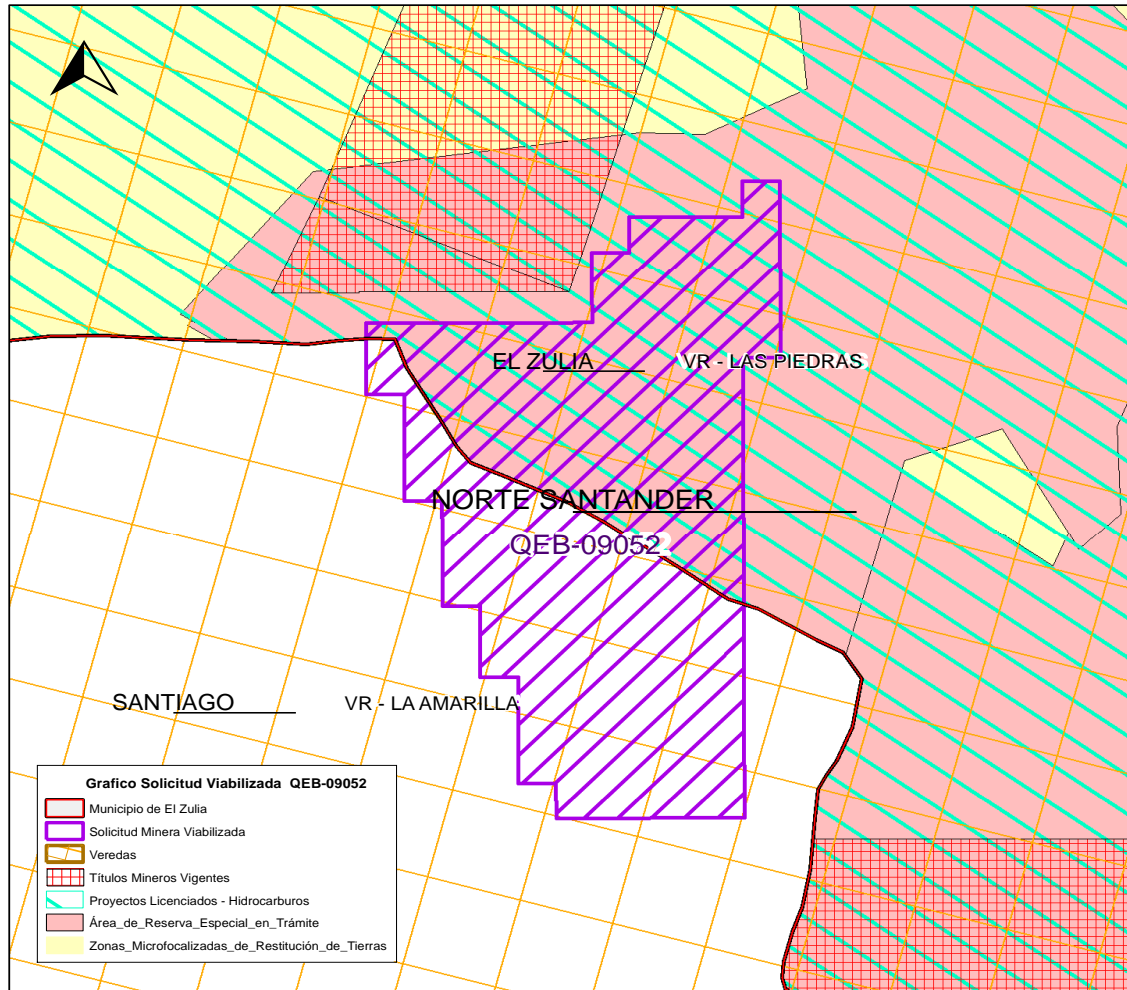 EL ZULIA
VR - LAS PIEDRAS
NORTE SANTANDER
QEB-09052
SANTIAGO
VR - LA AMARILLA
Grafico Solicitud Viabilizada QEB-09052
Municipio de El Zulia
Solicitud Minera Viabilizada
Veredas
Títulos Mineros Vigentes
Proyectos Licenciados - Hidrocarburos
Área_de_Reserva_Especial_en_Trámite
Zonas_Microfocalizadas_de_Restitución_de_Tierras